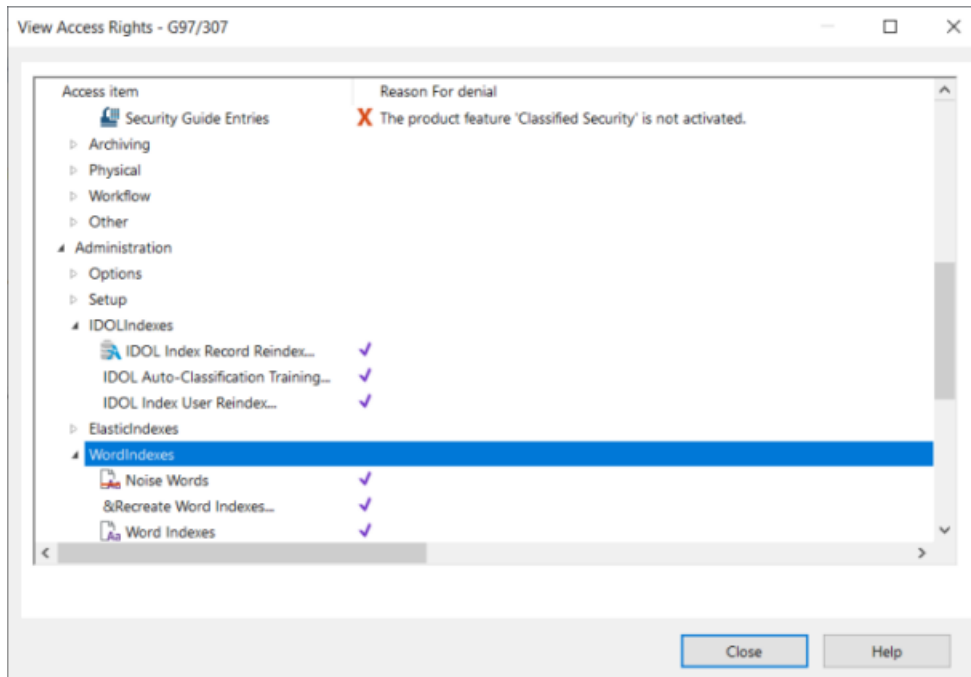 View Access Rights - G97/307
Access item Reason For denial
Security Guide Entries The product feature 'Classified Security' is not activated.
Archiving
Physical
Workflow
Other
Administration
Options
Setup
IDOLIndexes
IDOL Index Record Reindex...
IDOL Auto-Classification Training...
IDOL Index User Reindex...
ElasticIndexes
WordIndexes
Noise Words
&Recreate Word Indexes...
Word Indexes
Close Help